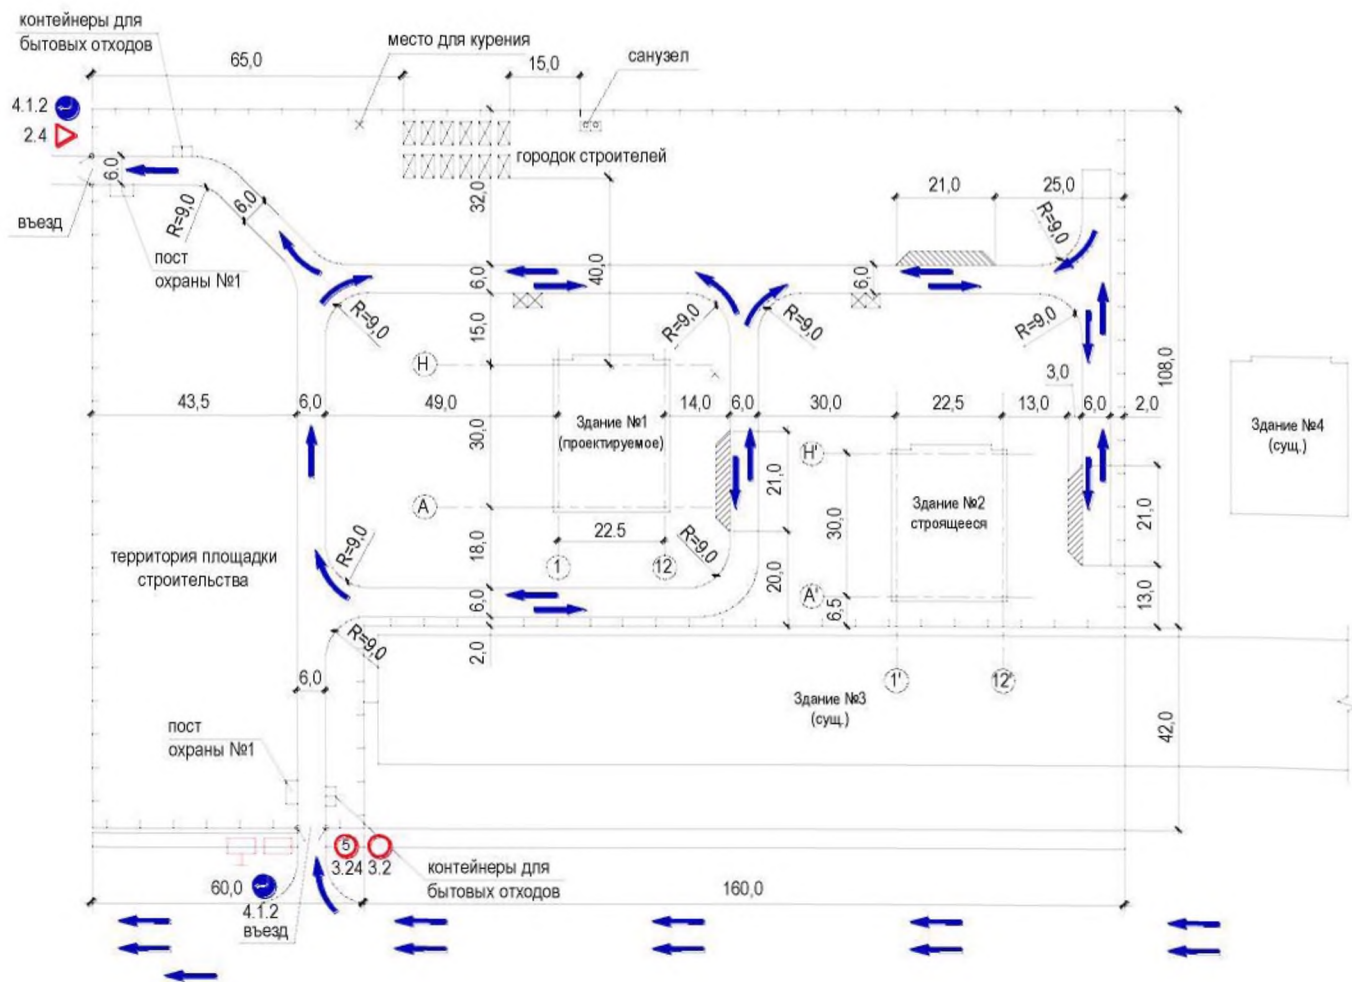 контейнеры для
бытовых отходов
место для курения
санузел
65,0
15,0
4.1.2
2.4
городок строителей
6.0
32,0
21,0
25,0
R=9,0
6,0
R=9,0
въезд
пост
охраны №1
6,0
40,0
6,0
R=9,0
15,0
R=9,0
R=9,0
R=9,0
108,0
Н
3,0
43,5
6,0
49,0
14,0
6,0
30,0
22,5
13,0
6,0
2,0
Здание №1
(проектируемое)
30,0
Здание №4
(сущ.)
Н'
21,0
А
Здание №2
строящееся
30,0
21,0
22.5
R=9,0
R=9,0
18,0
территория площадки
строительства
1
12
20,0
6,0
А'
6,5
13,0
R=9,0
2,0
6,0
1'
12'
Здание №3
(сущ.)
42,0
пост
охраны №1
5
3.24
3.2
контейнеры для
бытовых отходов
60,0
160,0
4.1.2
въезд